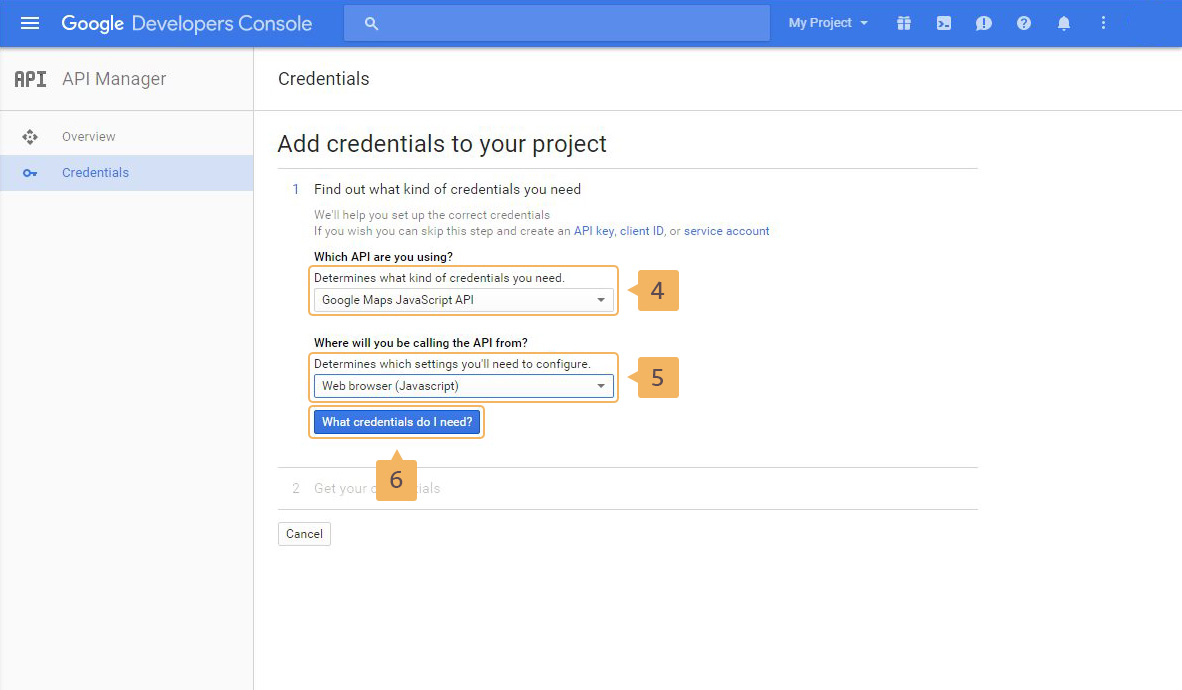 Google Developers Console
My Project
API API Manager
Credentials
Overview
Credentials
Add credentials to your project
1 Find out what kind of credentials you need
We'll help you set up the correct credentials
If you wish you can skip this step and create an API key, client ID, or service account
Which API are you using?
Determines what kind of credentials you need.
Google Maps JavaScript API
4
Where will you be calling the API from?
Determines which settings you'll need to configure.
Web browser (Javascript)
5
What credentials do I need?
6
2 Get your
Cancel